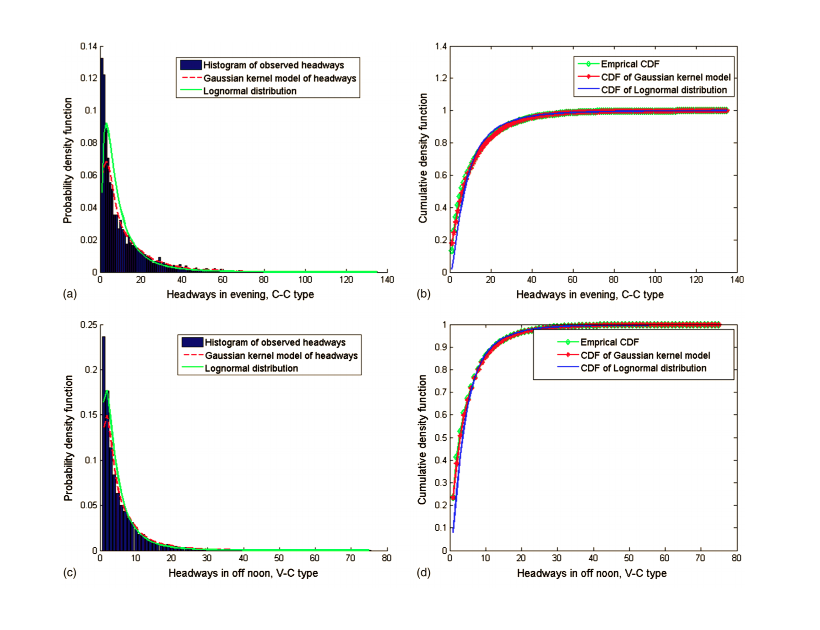 0.14
0.12
0.1
0.08
0.06
0.04
0.02
0
0 20 40 60 80 100 120 140
Probability density function
Histogram of observed headways
Gaussian kernel model of headways
Lognormal distribution
(a) Headways in evening, C-C type
1.4
1.2
1
0.8
0.6
0.4
0.2
0
0 20 40 60 80 100 120 140
Cumulative density function
Emprical CDF
CDF of Gaussian kernel model
CDF of Lognormal distribution
(b) Headways in evening, C-C type
0.25
0.2
0.15
0.1
0.05
0
0 10 20 30 40 50 60 70 80
Probability density function
Histogram of observed headways
Gaussian kernel model of headways
Lognormal distribution
(c) Headways in off noon, V-C type
1
0.9
0.8
0.7
0.6
0.5
0.4
0.3
0.2
0.1
0
0 10 20 30 40 50 60 70 80
Cumulative density function
Emprical CDF
CDF of Gaussian kernel model
CDF of Lognormal distribution
(d) Headways in off noon, V-C type